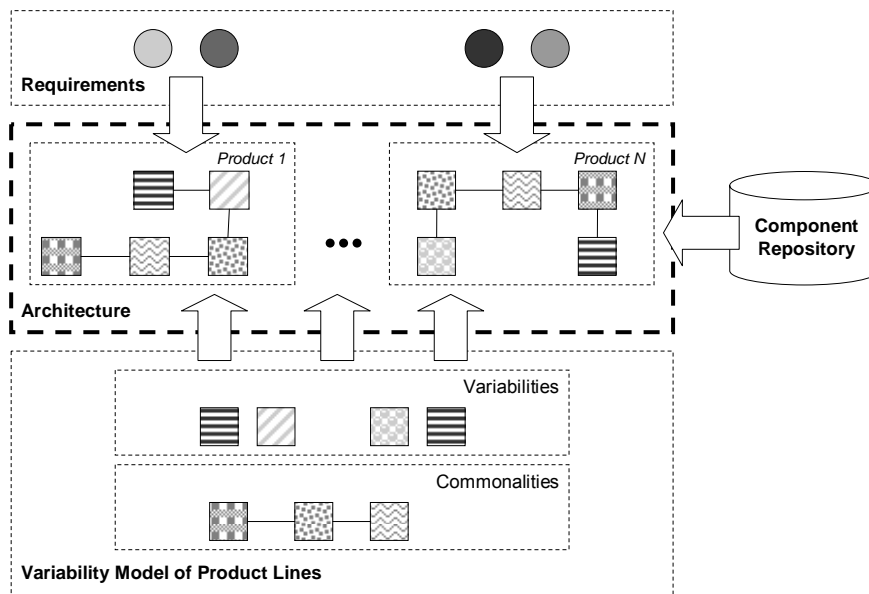 Requirements
Product 1
Product N
Component
Repository
Architecture
Variabilities
Commonalities
Variability Model of Product Lines